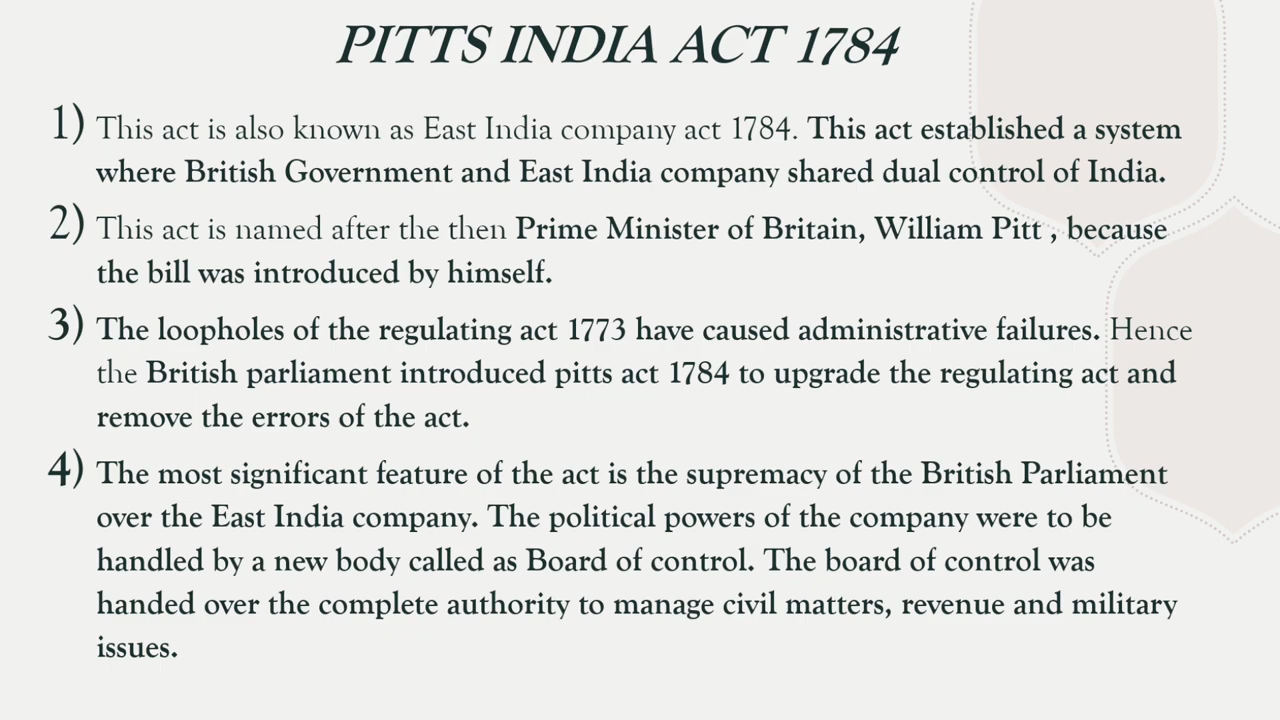 PITTS INDIA ACT 1784
1) This act is also known as East India company act 1784. This act established a system
where British Government and East India company shared dual control of India.
2) This act is named after the then Prime Minister of Britain, William Pitt , because
the bill was introduced by himself.
3) The loopholes of the regulating act 1773 have caused administrative failures. Hence
the British parliament introduced pitts act 1784 to upgrade the regulating act and
remove the errors of the act.
4) The most significant feature of the act is the supremacy of the British Parliament
over the East India company. The political powers of the company were to be
handled by a new body called as Board of control. The board of control was
handed over the complete authority to manage civil matters, revenue and military
issues.